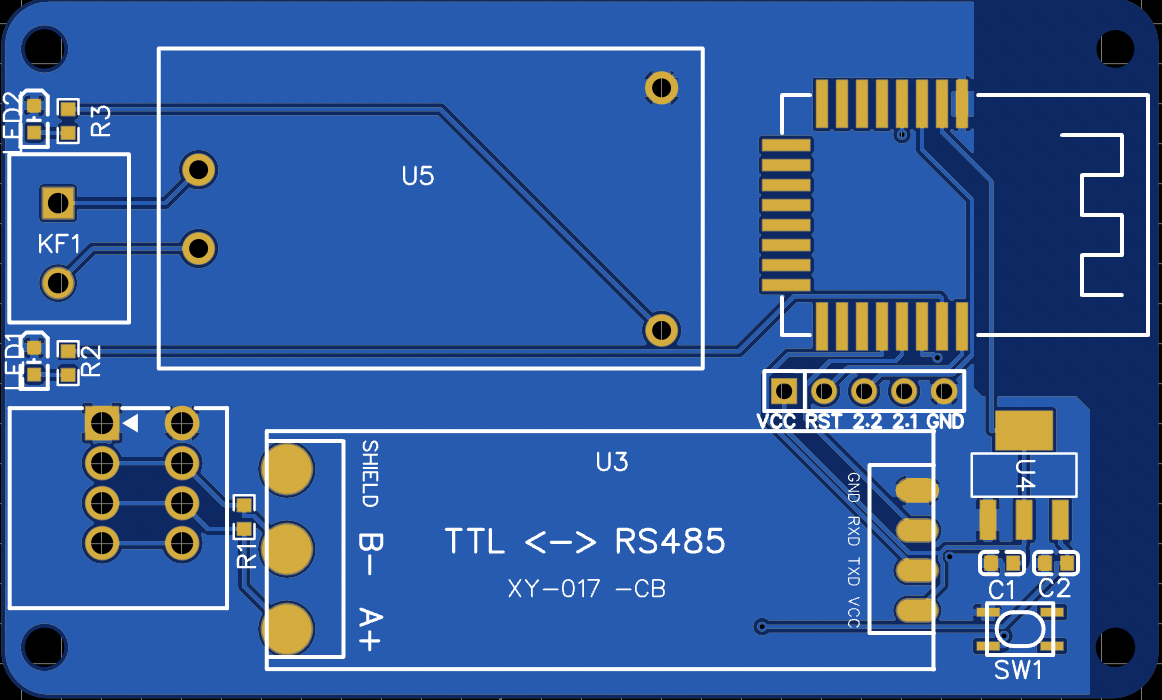 LED2
R3
U5
KF1
LED1
R2
VCC RST 2.2 2.1 GND
SHIELD
B-
A+
R1
U3
TTL <-> RS485
XY-017 -CB
GND RXD TXD VCC
U4
C1
C2
SW1